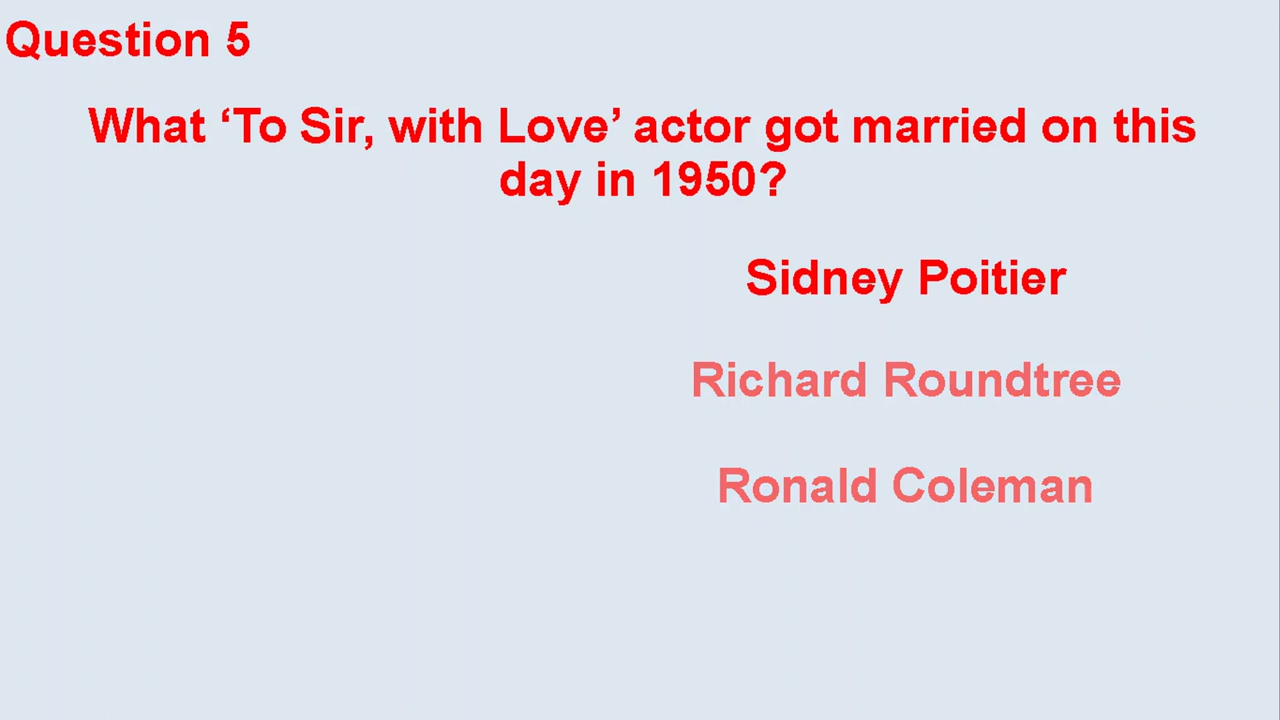 Question 5
What ‘To Sir, with Love’ actor got married on this
day in 1950?
Sidney Poitier
Richard Roundtree
Ronald Coleman